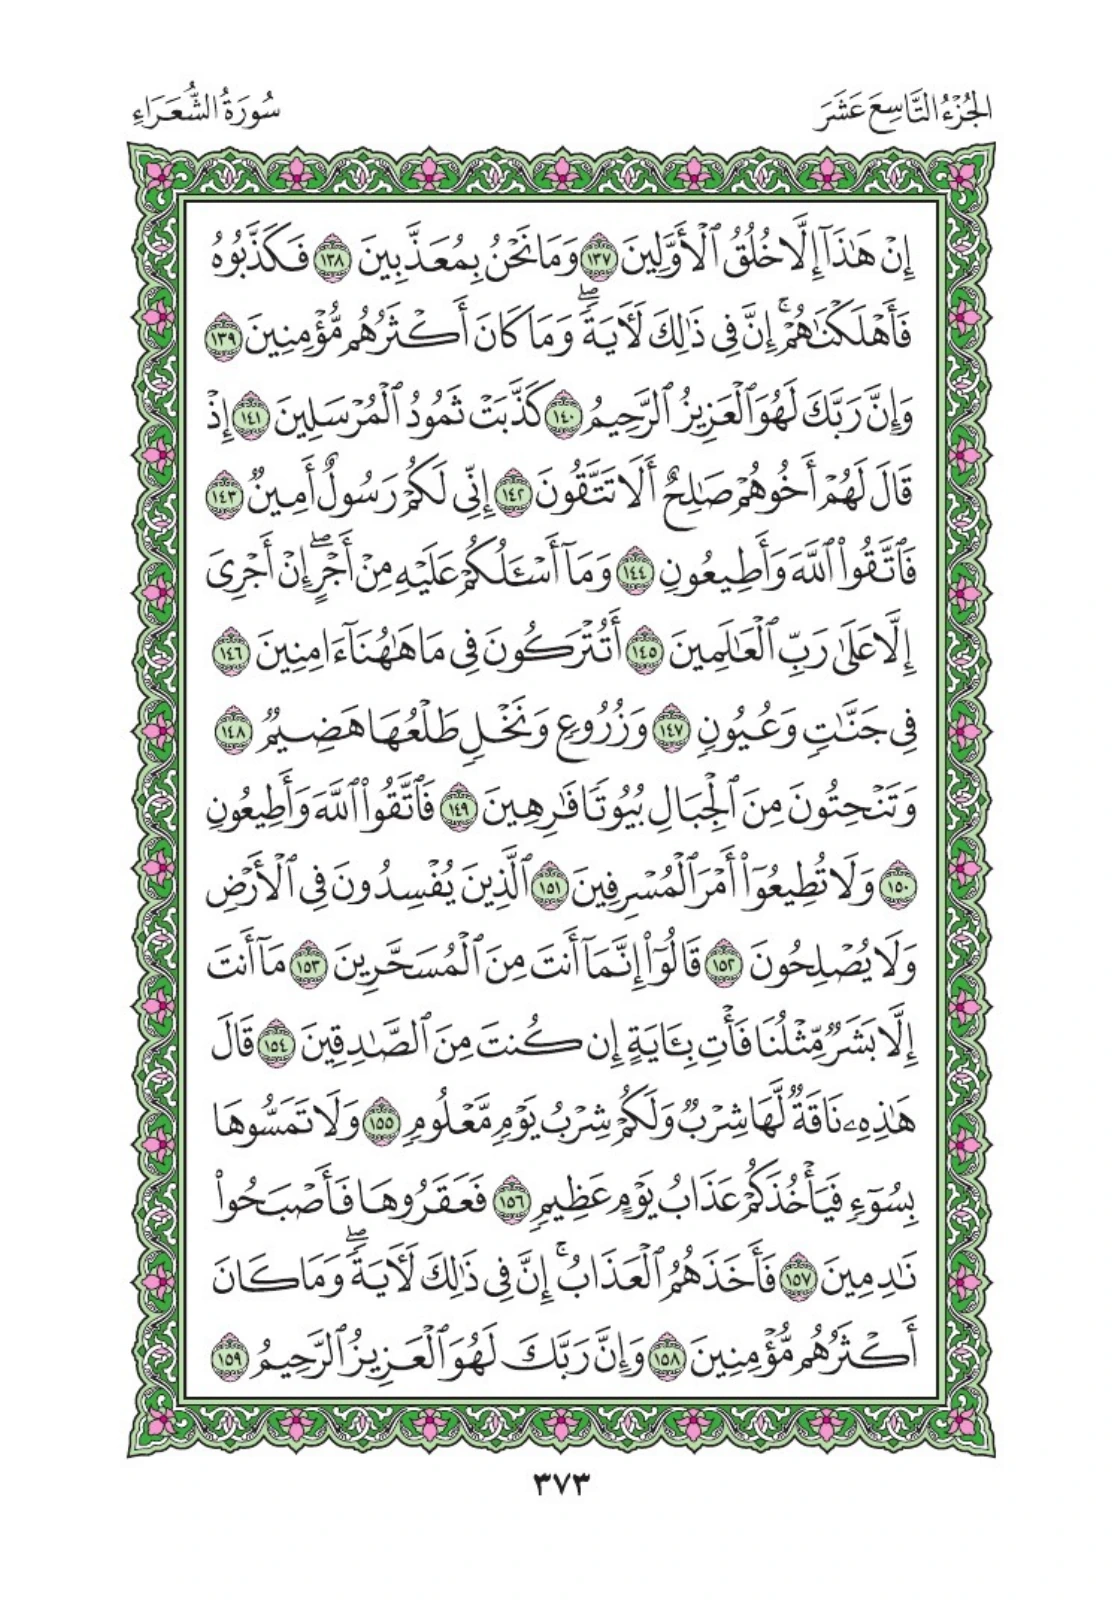 الجُزْءُ التَّاسِعَ عَشَرَ
سُورَةُ الشُّعَرَاءِ
إِنْ هَٰذَآ إِلَّا خُلُقُ ٱلْأَوَّلِينَ ١٣٧ وَمَا نَحْنُ بِمُعَذَّبِينَ ١٣٨ فَكَذَّبُوهُ
فَأَهْلَكْنَٰهُمْۚ إِنَّ فِى ذَٰلِكَ لَأٓيَةًۖ وَمَا كَانَ أَكْثَرُهُم مُّؤْمِنِينَ ١٣٩
وَإِنَّ رَبَّكَ لَهُوَ ٱلْعَزِيزُ ٱلرَّحِيمُ ١٤٠ كَذَّبَتْ ثَمُودُ ٱلْمُرْسَلِينَ ١٤١ إِذْ
قَالَ لَهُمْ أَخُوهُمْ صَٰلِحٌ أَلَا تَتَّقُونَ ١٤٢ إِنِّى لَكُمْ رَسُولٌ أَمِينٌ ١٤٣
فَٱتَّقُوا۟ ٱللَّهَ وَأَطِيعُونِ ١٤٤ وَمَآ أَسْـَٔلُكُمْ عَلَيْهِ مِنْ أَجْرٍۖ إِنْ أَجْرِىَ
إِلَّا عَلَىٰ رَبِّ ٱلْعَٰلَمِينَ ١٤٥ أَتُتْرَكُونَ فِى مَا هَٰهُنَآ ءَامِنِينَ ١٤٦
فِى جَنَّٰتٍ وَعُيُونٍ ١٤٧ وَزُرُوعٍ وَنَخْلٍ طَلْعُهَا هَضِيمٌ ١٤٨
وَتَنْحِتُونَ مِنَ ٱلْجِبَالِ بُيُوتًا فَٰرِهِينَ ١٤٩ فَٱتَّقُوا۟ ٱللَّهَ وَأَطِيعُونِ
١٥٠ وَلَا تُطِيعُوٓا۟ أَمْرَ ٱلْمُسْرِفِينَ ١٥١ ٱلَّذِينَ يُفْسِدُونَ فِى ٱلْأَرْضِ
وَلَا يُصْلِحُونَ ١٥٢ قَالُوٓا۟ إِنَّمَآ أَنتَ مِنَ ٱلْمُسَحَّرِينَ ١٥٣ مَآ أَنتَ
إِلَّا بَشَرٌ مِّثْلُنَا فَأْتِ بِـَٔايَةٍ إِن كُنتَ مِنَ ٱلصَّٰدِقِينَ ١٥٤ قَالَ
هَٰذِهِۦ نَاقَةٌ لَّهَا شِرْبٌ وَلَكُمْ شِرْبُ يَوْمٍ مَّعْلُومٍ ١٥٥ وَلَا تَمَسُّوهَا
بِسُوٓءٍ فَيَأْخُذَكُمْ عَذَابُ يَوْمٍ عَظِيمٍ ١٥٦ فَعَقَرُوهَا فَأَصْبَحُوا۟
نَٰدِمِينَ ١٥٧ فَأَخَذَهُمُ ٱلْعَذَابُۚ إِنَّ فِى ذَٰلِكَ لَأٓيَةًۖ وَمَا كَانَ
أَكْثَرُهُم مُّؤْمِنِينَ ١٥٨ وَإِنَّ رَبَّكَ لَهُوَ ٱلْعَزِيزُ ٱلرَّحِيمُ ١٥٩
٣٧٣